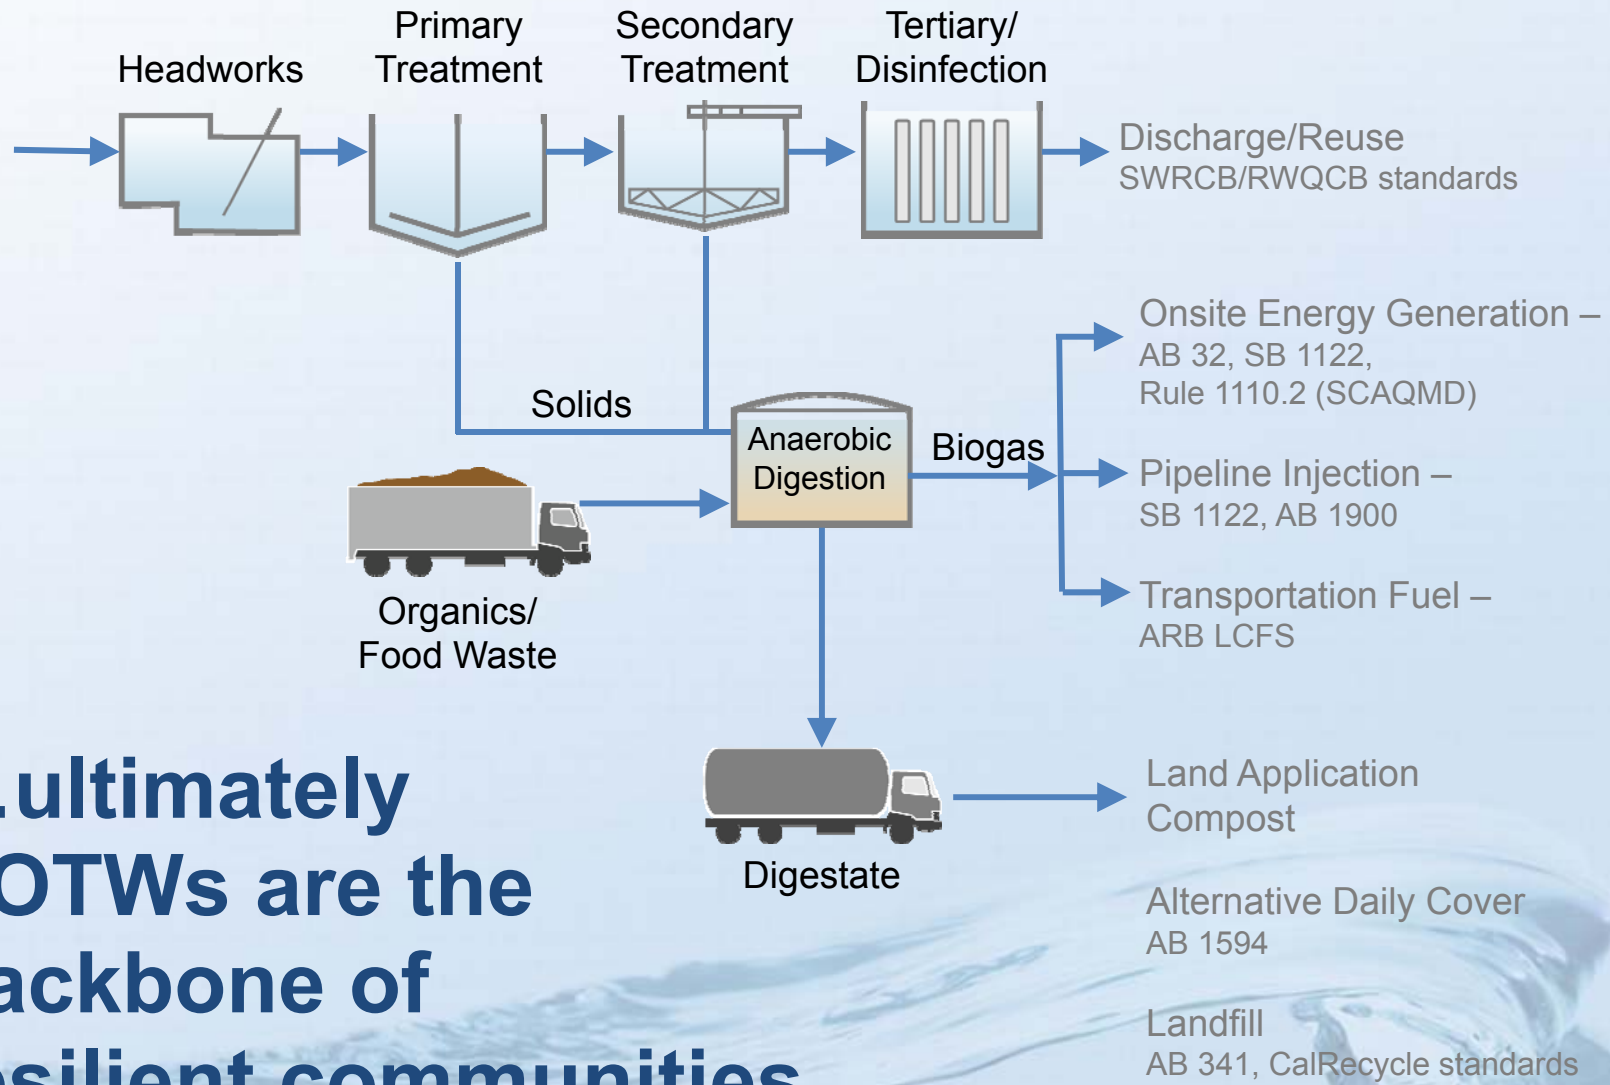 Headworks
Primary
Treatment
Secondary
Treatment
Tertiary/
Disinfection
Discharge/Reuse
SWRCB/RWQCB standards
Onsite Energy Generation –
AB 32, SB 1122,
Rule 1110.2 (SCAQMD)
Solids
Anaerobic
Digestion
Biogas
Pipeline Injection –
SB 1122, AB 1900
Organics/
Food Waste
Transportation Fuel –
ARB LCFS
.ultimately
OTWs are the
ackbone of
silient communities
Digestate
Land Application
Compost
Alternative Daily Cover
AB 1594
Landfill
AB 341, CalRecycle standards